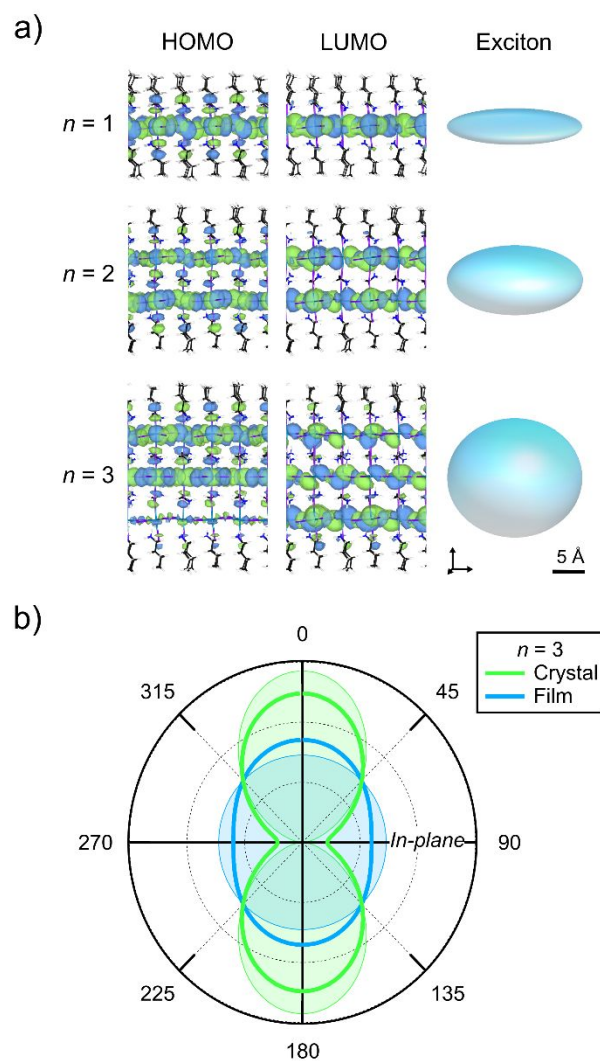 a)
HOMO LUMO Exciton
n = 1
n = 2
n = 3
5 Å
b)
0
n = 3
Crystal
Film
315 45
270 In-plane 90
225 135
180